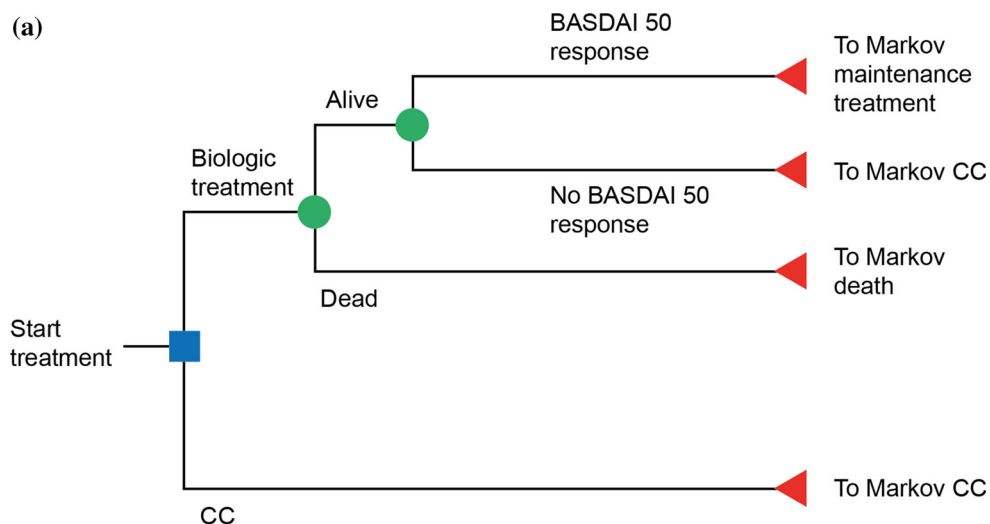 (a)
BASDAI 50
response
To Markov
maintenance
treatment
Alive
Biologic
treatment
To Markov CC
No BASDAI 50
response
To Markov
death
Dead
Start
treatment
To Markov CC
CC